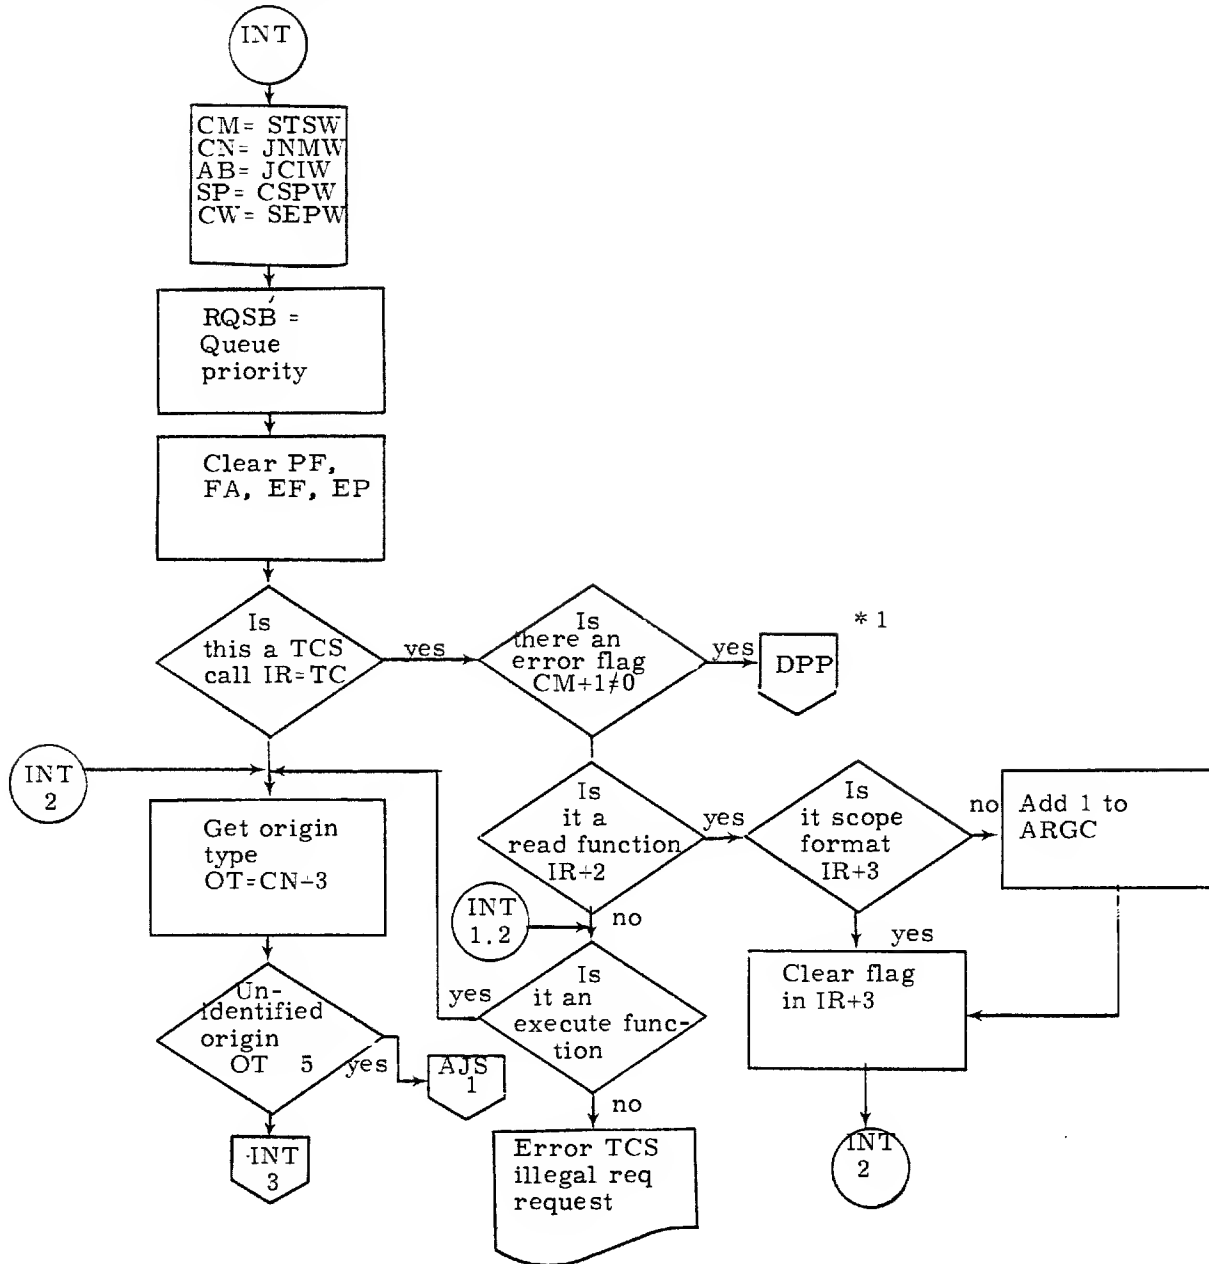 INT
CM= STSW
CN= JNMW
AB= JCIW
SP= CSPW
CW= SEPW
RQSB =
Queue
priority
Clear PF,
FA, EF, EP
Is
this a TCS
call IR=TC
yes
Is
there an
error flag
CM+1≠0
yes
DPP
* 1
INT
2
Get origin
type
OT=CN+3
Is
it a
read function
IR+2
yes
Is
it scope
format
IR+3
no
Add 1 to
ARGC
INT
1.2
no
yes
Is
it an
execute func-
tion
yes
Clear flag
in IR+3
Un-
identified
origin
OT 5
yes
AJS
1
no
INT
3
Error TCS
illegal req
request
INT
2